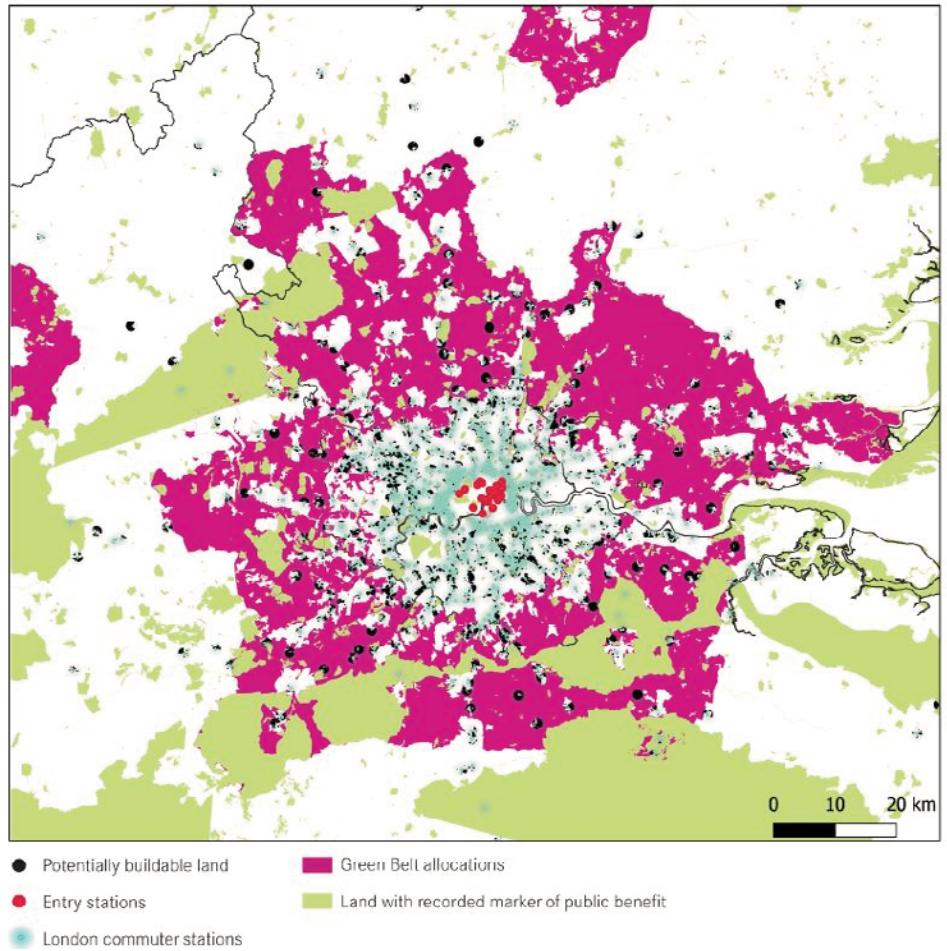 0 10 20 km
Potentially buildable land
Green Belt allocations
Entry stations
Land with recorded marker of public benefit
London commuter stations